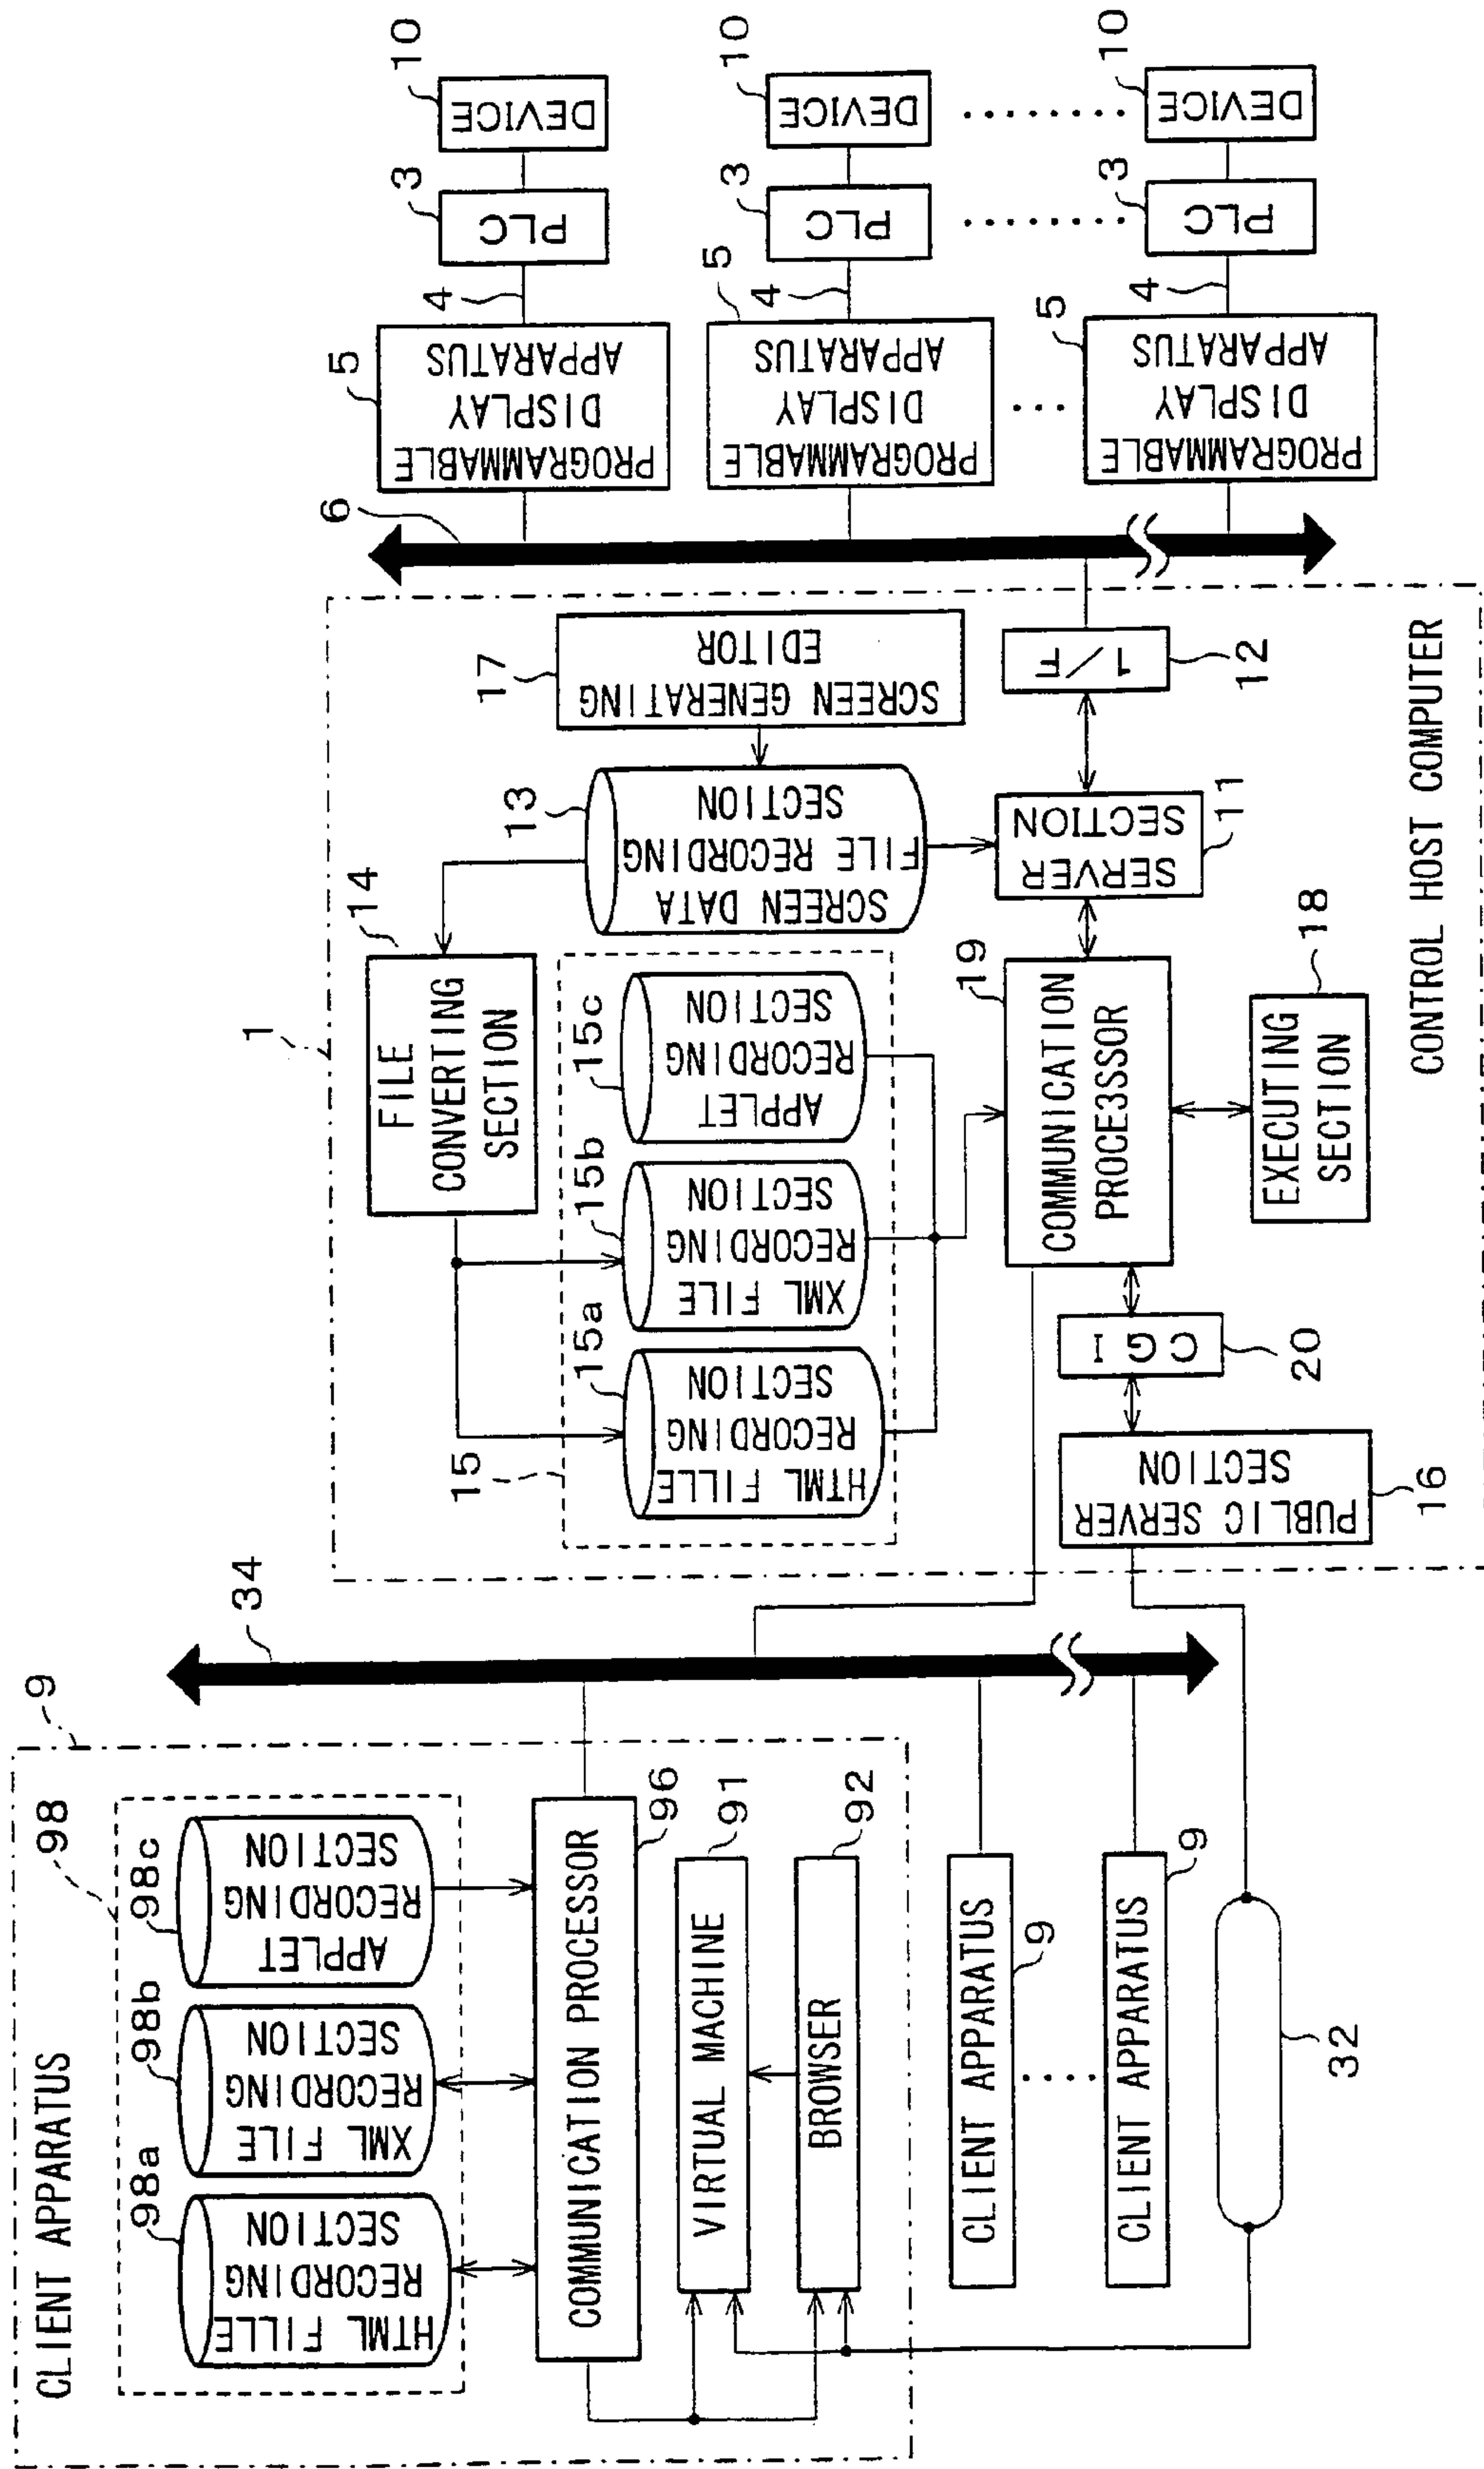 CLIENT APPARATUS
9
98
98a
HTML FILLE
RECORDING
SECTION
98b
XML FILE
RECORDING
SECTION
98c
APPLET
RECORDING
SECTION
COMMUNICATION PROCESSOR
96
VIRTUAL MACHINE
91
BROWSER
92
CLIENT APPARATUS
9
CLIENT APPARATUS
9
32
34
1
14
FILE
CONVERTING
SECTION
15
15a
HTML FILLE
RECORDING
SECTION
15b
XML FILE
RECORDING
SECTION
15c
APPLET
RECORDING
SECTION
13
SCREEN DATA
FILE RECORDING
SECTION
17
SCREEN GENERATING
EDITOR
19
COMMUNICATION
PROCE3SSOR
SERVER
SECTION
11
1/F
12
PUBLIC SERVER
SECTION
16
CGI
20
EXECUTING
SECTION
18
CONTROL HOST COMPUTER
6
5
PROGRAMMABLE
DISPLAY
APPARATUS
4
3
PLC
10
DEVICE
5
PROGRAMMABLE
DISPLAY
APPARATUS
4
3
PLC
10
DEVICE
5
PROGRAMMABLE
DISPLAY
APPARATUS
4
3
PLC
10
DEVICE